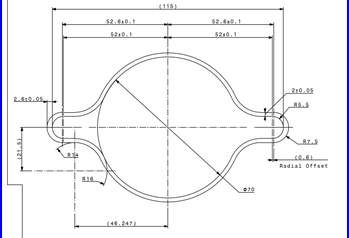 (115)
52.6±0.1 52.6±0.1
52±0.1 52±0.1
2.6±0.05 2±0.05
R5.5
R7.5
(21.5)
R14
(0.6)
Radial Offset
R16
Φ70
(46.247)